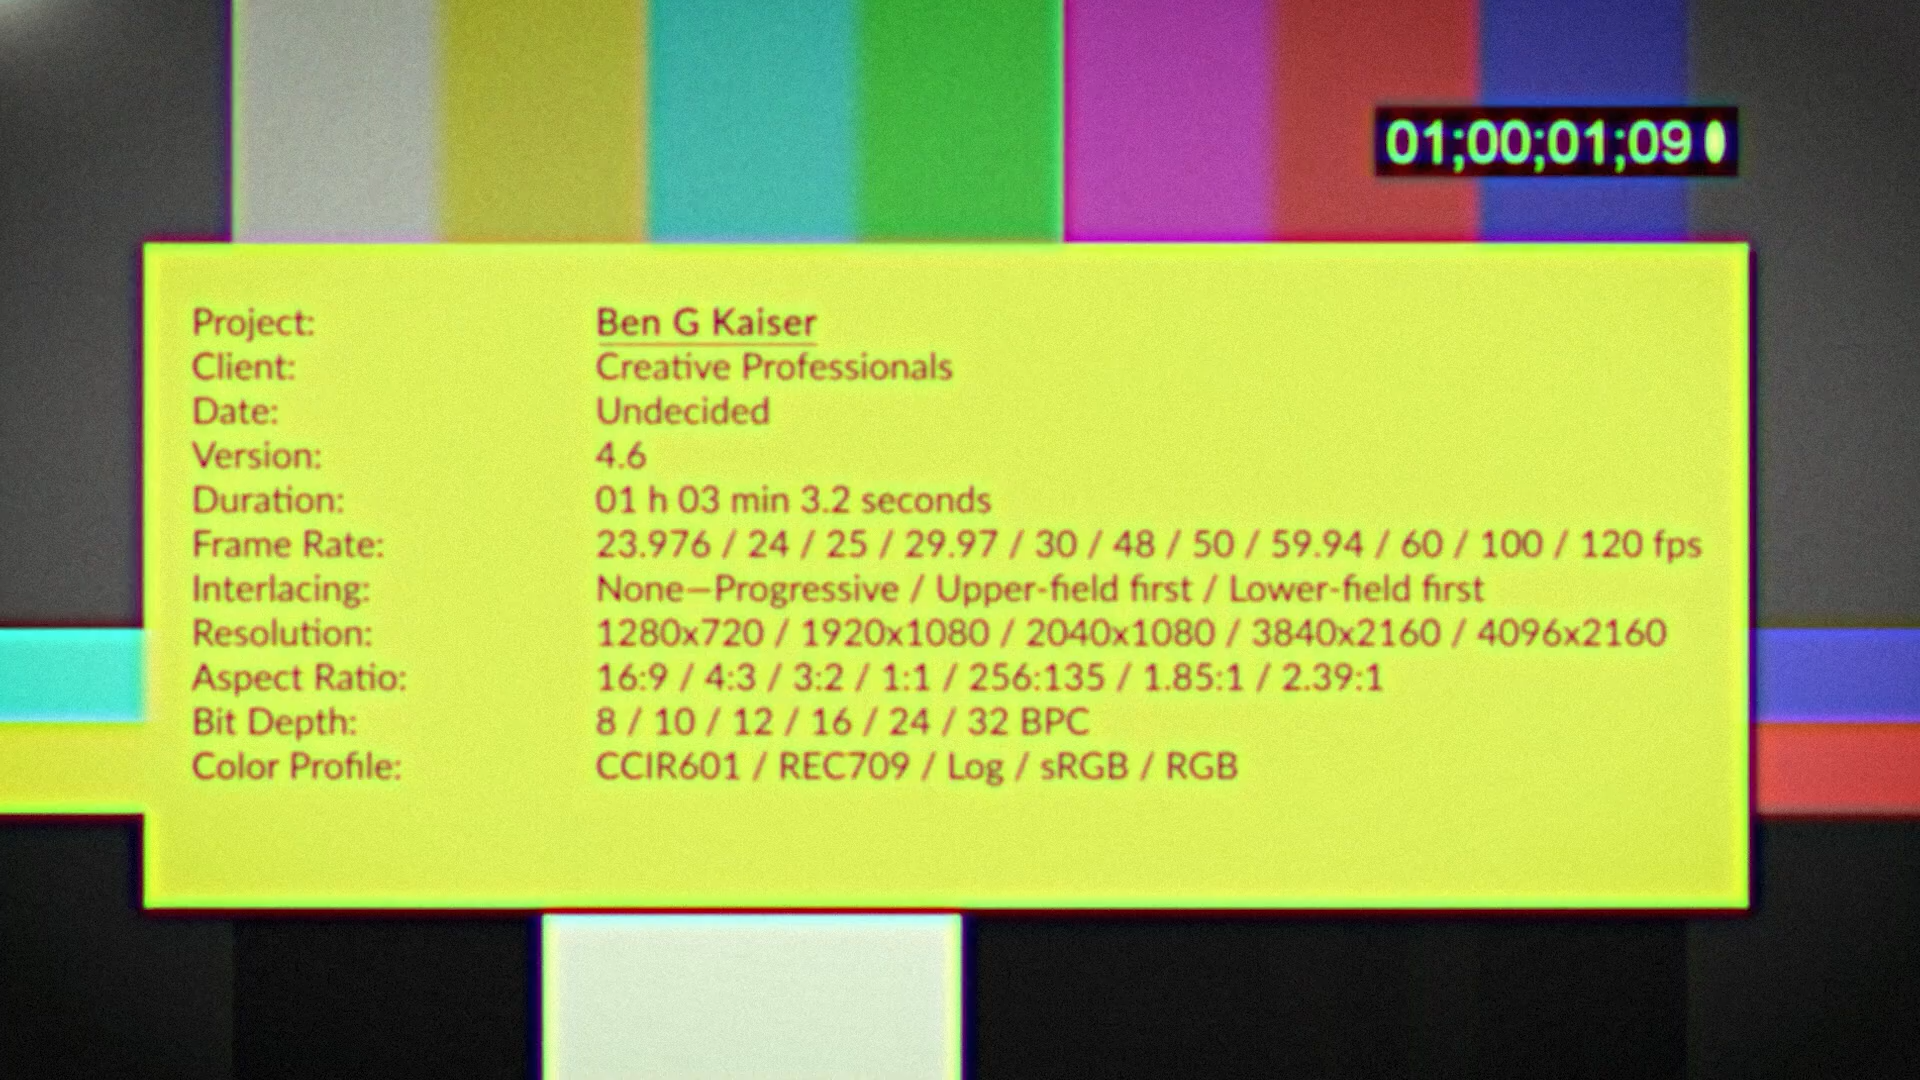 01;00;01;09
Project: Ben G Kaiser
Client: Creative Professionals
Date: Undecided
Version: 4.6
Duration: 01 h 03 min 3.2 seconds
Frame Rate: 23.976 / 24 / 25 / 29.97 / 30 / 48 / 50 / 59.94 / 60 / 100 / 120 fps
Interlacing: None—Progressive / Upper-field first / Lower-field first
Resolution: 1280x720 / 1920x1080 / 2040x1080 / 3840x2160 / 4096x2160
Aspect Ratio: 16:9 / 4:3 / 3:2 / 1:1 / 256:135 / 1.85:1 / 2.39:1
Bit Depth: 8 / 10 / 12 / 16 / 24 / 32 BPC
Color Profile: CCIR601 / REC709 / Log / sRGB / RGB